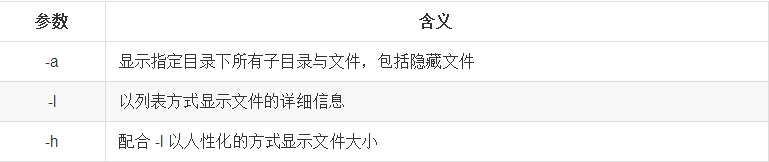 参数 含义
-a 显示指定目录下所有子目录与文件，包括隐藏文件
-l 以列表方式显示文件的详细信息
-h 配合 -l 以人性化的方式显示文件大小